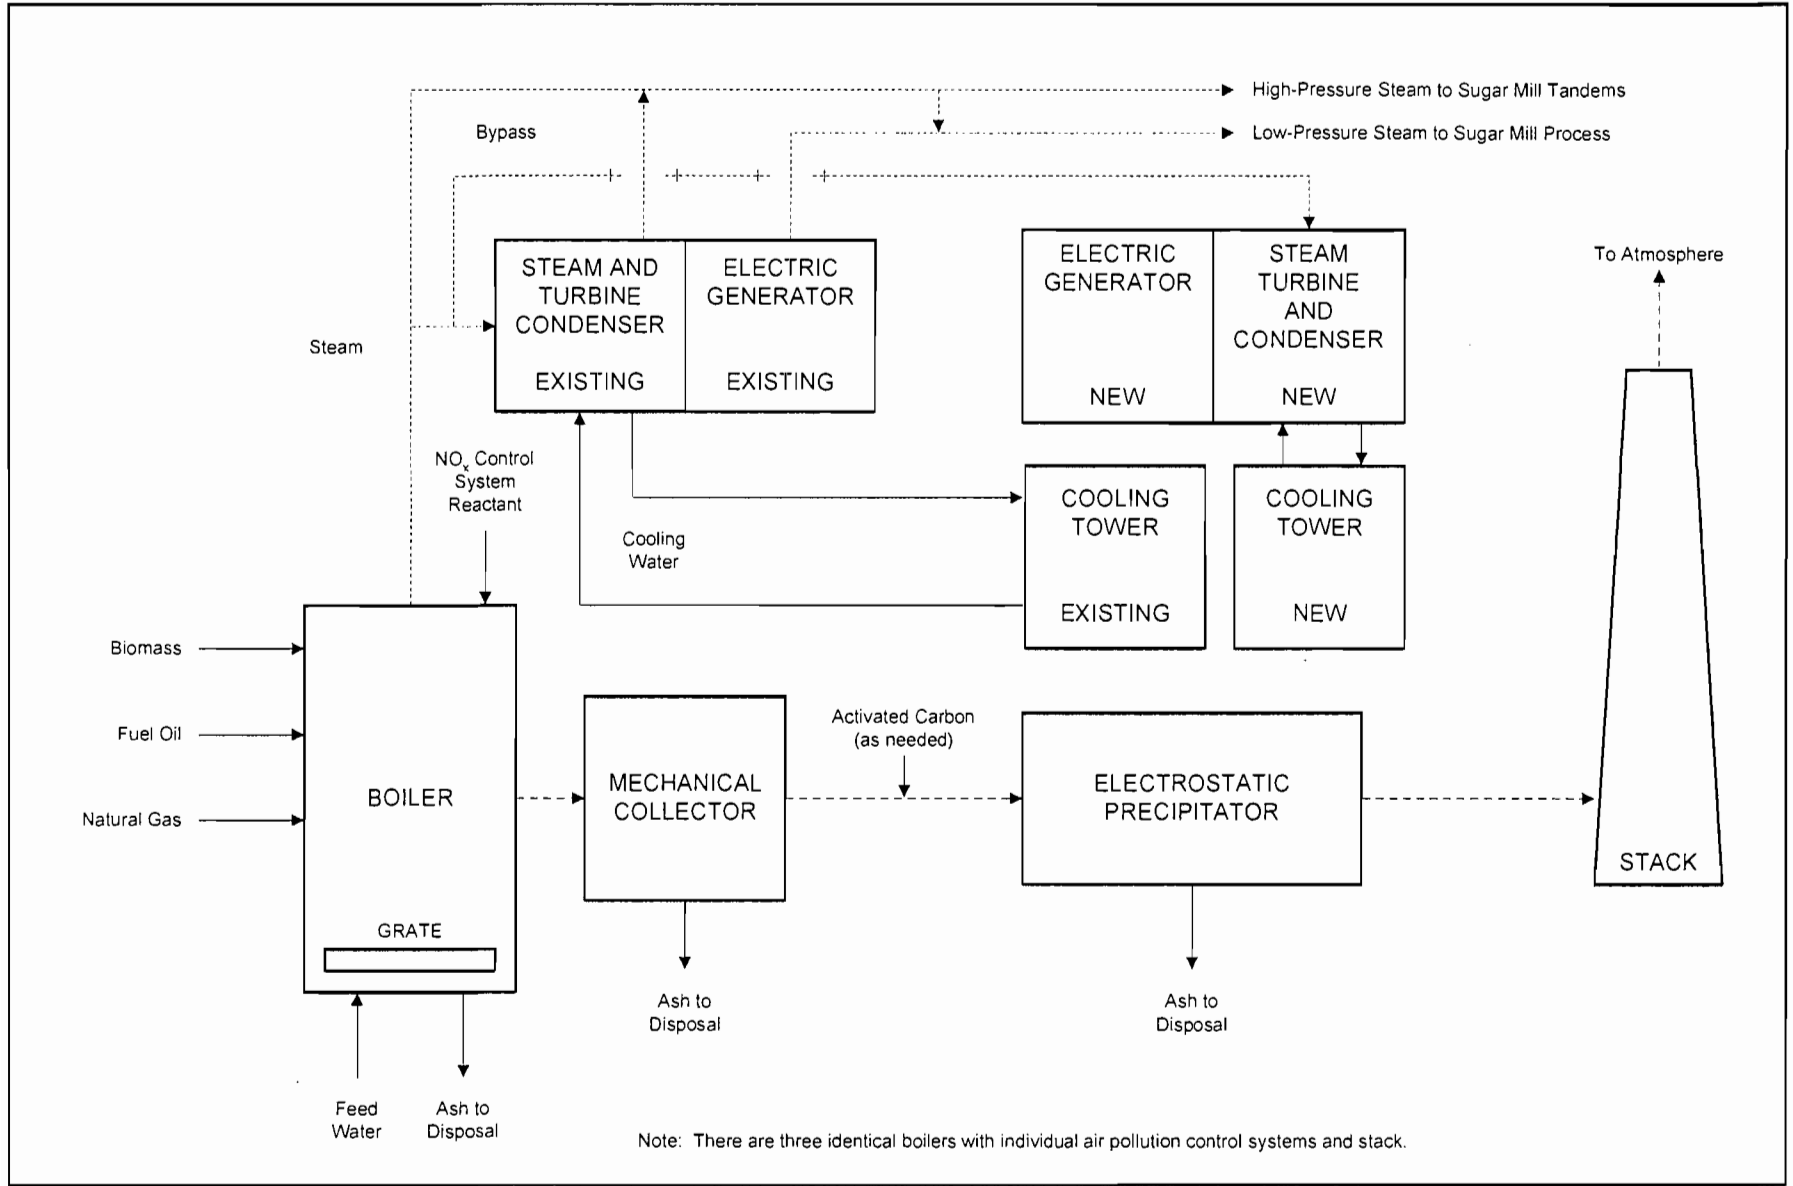 High-Pressure Steam to Sugar Mill Tandems
Bypass
Low-Pressure Steam to Sugar Mill Process
STEAM AND
TURBINE
CONDENSER
EXISTING
ELECTRIC
GENERATOR
EXISTING
ELECTRIC
GENERATOR
NEW
STEAM
TURBINE
AND
CONDENSER
NEW
To Atmosphere
Steam
NOx Control
System
Reactant
Cooling
Water
COOLING
TOWER
EXISTING
COOLING
TOWER
NEW
Biomass
Fuel Oil
Natural Gas
BOILER
GRATE
MECHANICAL
COLLECTOR
Activated Carbon
(as needed)
ELECTROSTATIC
PRECIPITATOR
STACK
Feed
Water
Ash to
Disposal
Ash to
Disposal
Ash to
Disposal
Note: There are three identical boilers with individual air pollution control systems and stack.